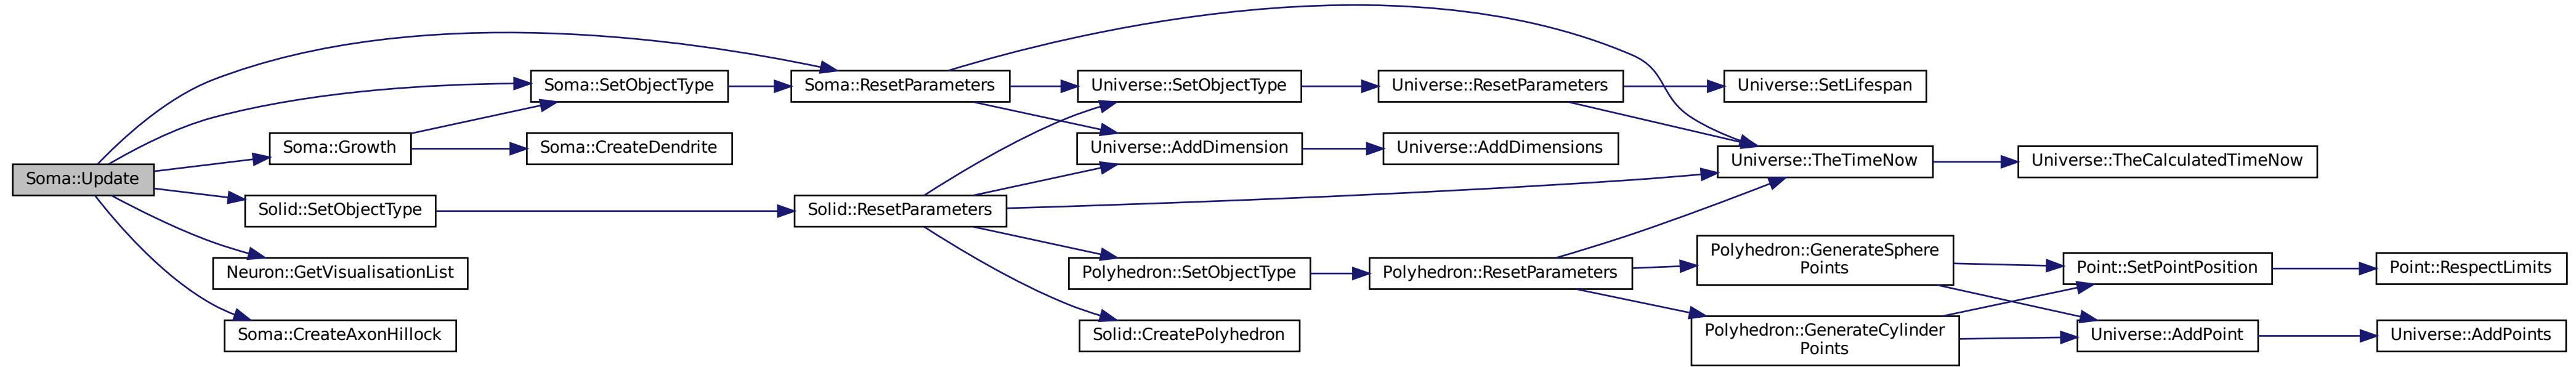 Soma::Update
Soma::SetObjectType
Soma::Growth
Soma::CreateDendrite
Solid::SetObjectType
Neuron::GetVisualisationList
Soma::CreateAxonHillock
Soma::ResetParameters
Solid::ResetParameters
Universe::SetObjectType
Universe::AddDimension
Polyhedron::SetObjectType
Solid::CreatePolyhedron
Universe::ResetParameters
Universe::AddDimensions
Polyhedron::ResetParameters
Universe::SetLifespan
Universe::TheTimeNow
Universe::TheCalculatedTimeNow
Polyhedron::GenerateSphere
Points
Polyhedron::GenerateCylinder
Points
Point::SetPointPosition
Universe::AddPoint
Point::RespectLimits
Universe::AddPoints